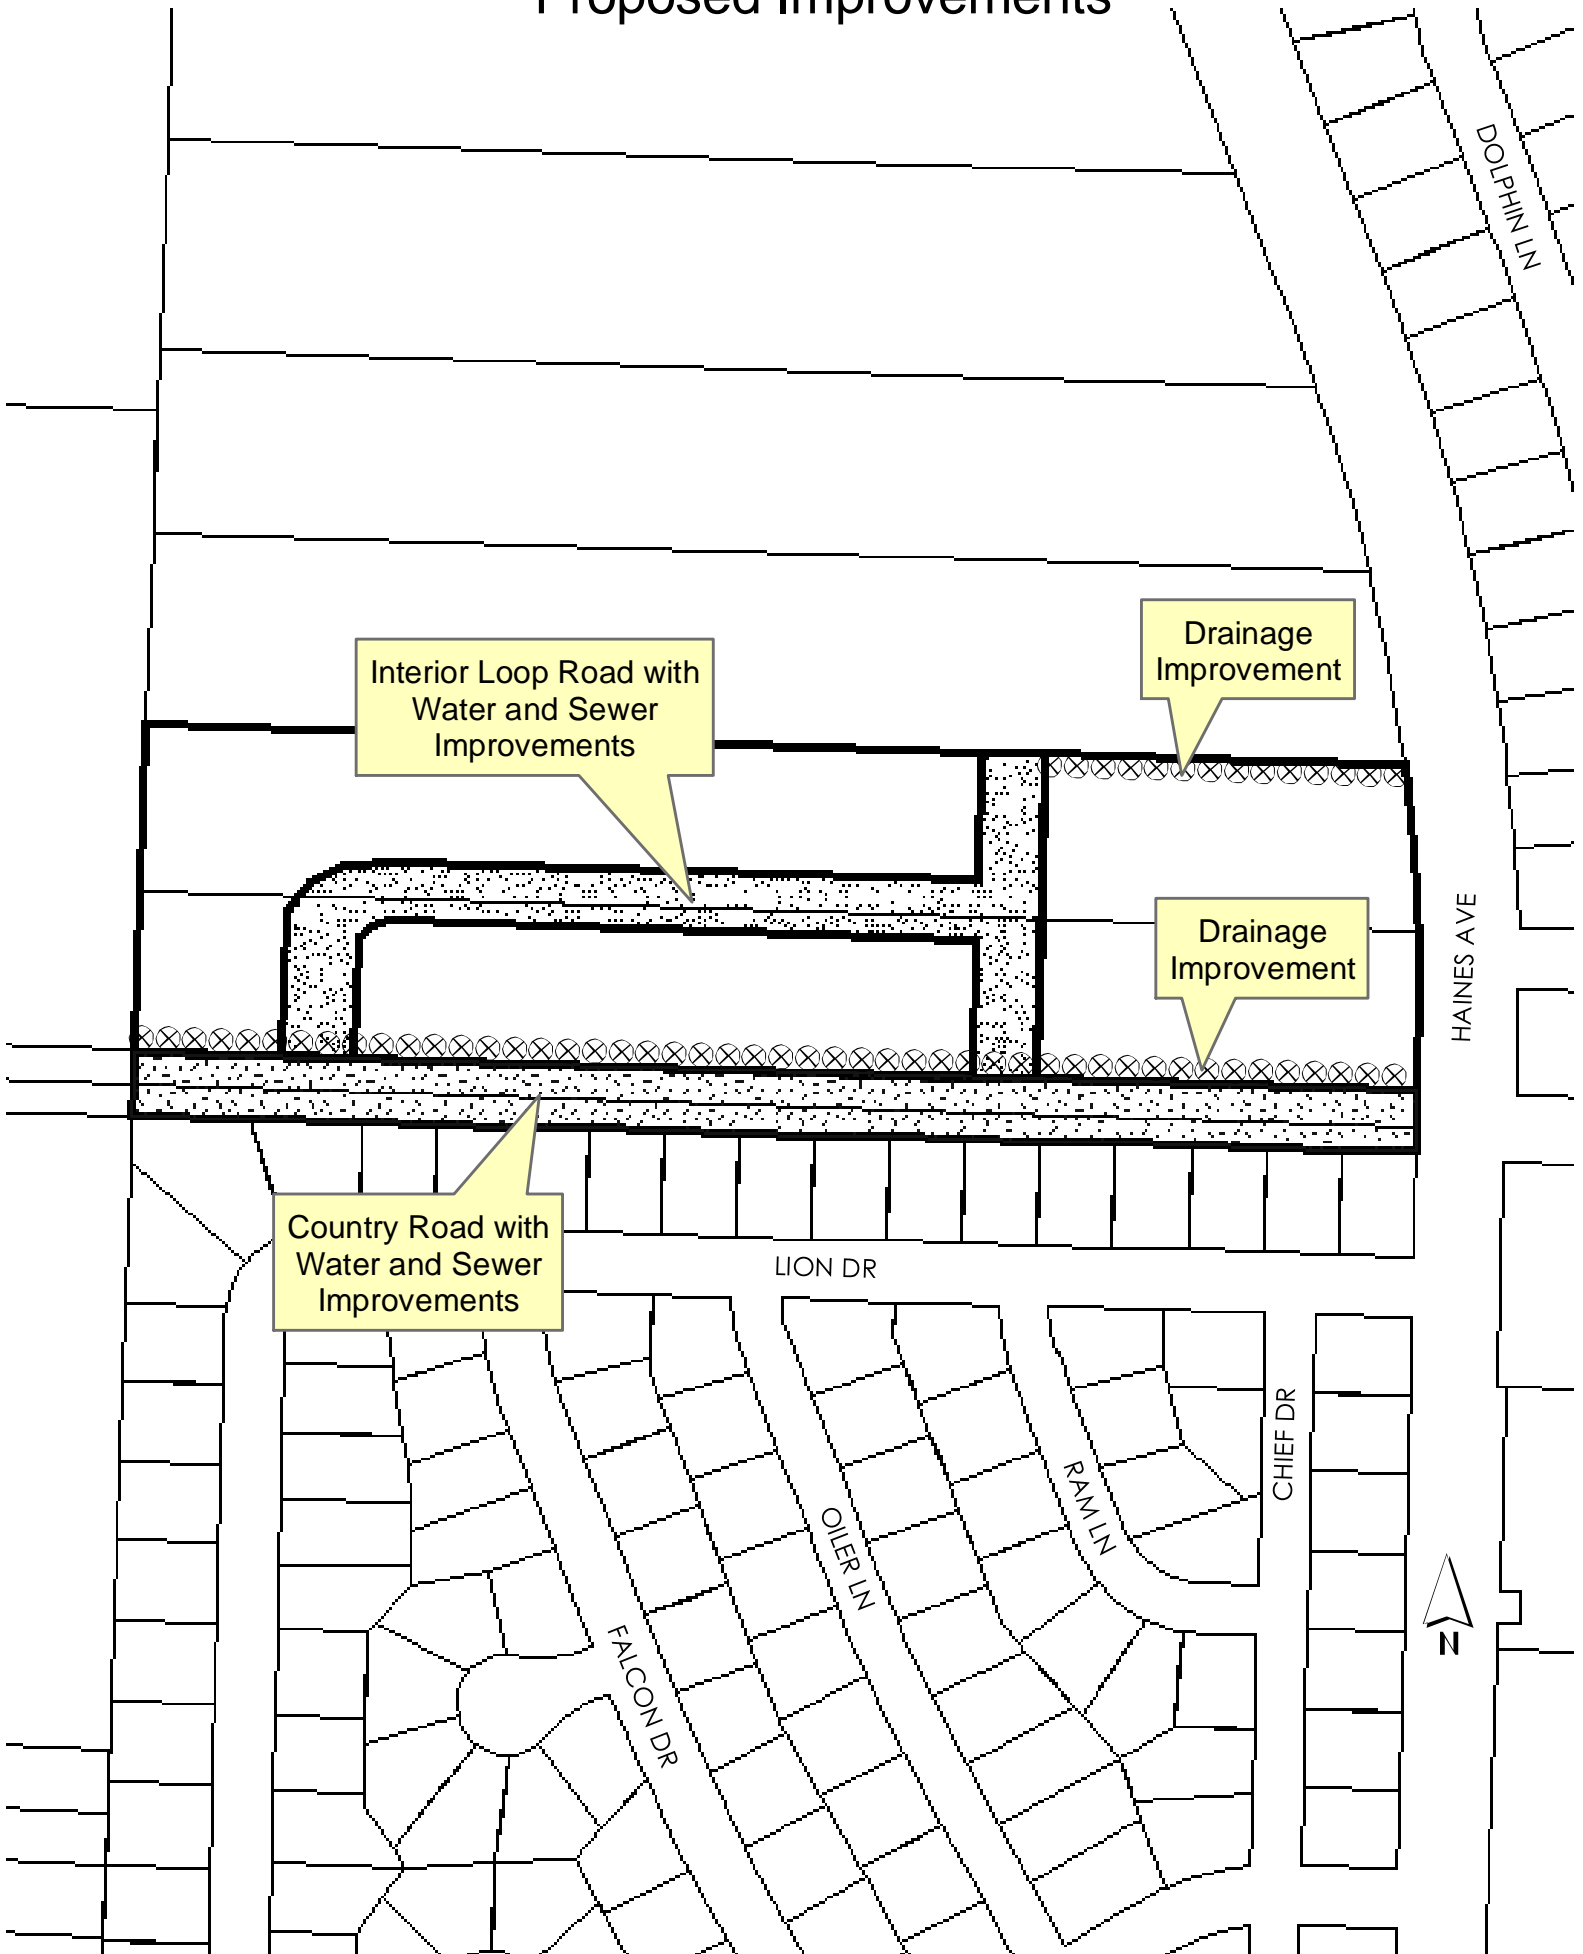 Proposed Improvements
DOLPHIN LN
Drainage
Improvement
Interior Loop Road with
Water and Sewer
Improvements
Drainage
Improvement
HAINES AVE
Country Road with
Water and Sewer
Improvements
LION DR
CHIEF DR
RAM LN
OILER LN
FALCON DR
N